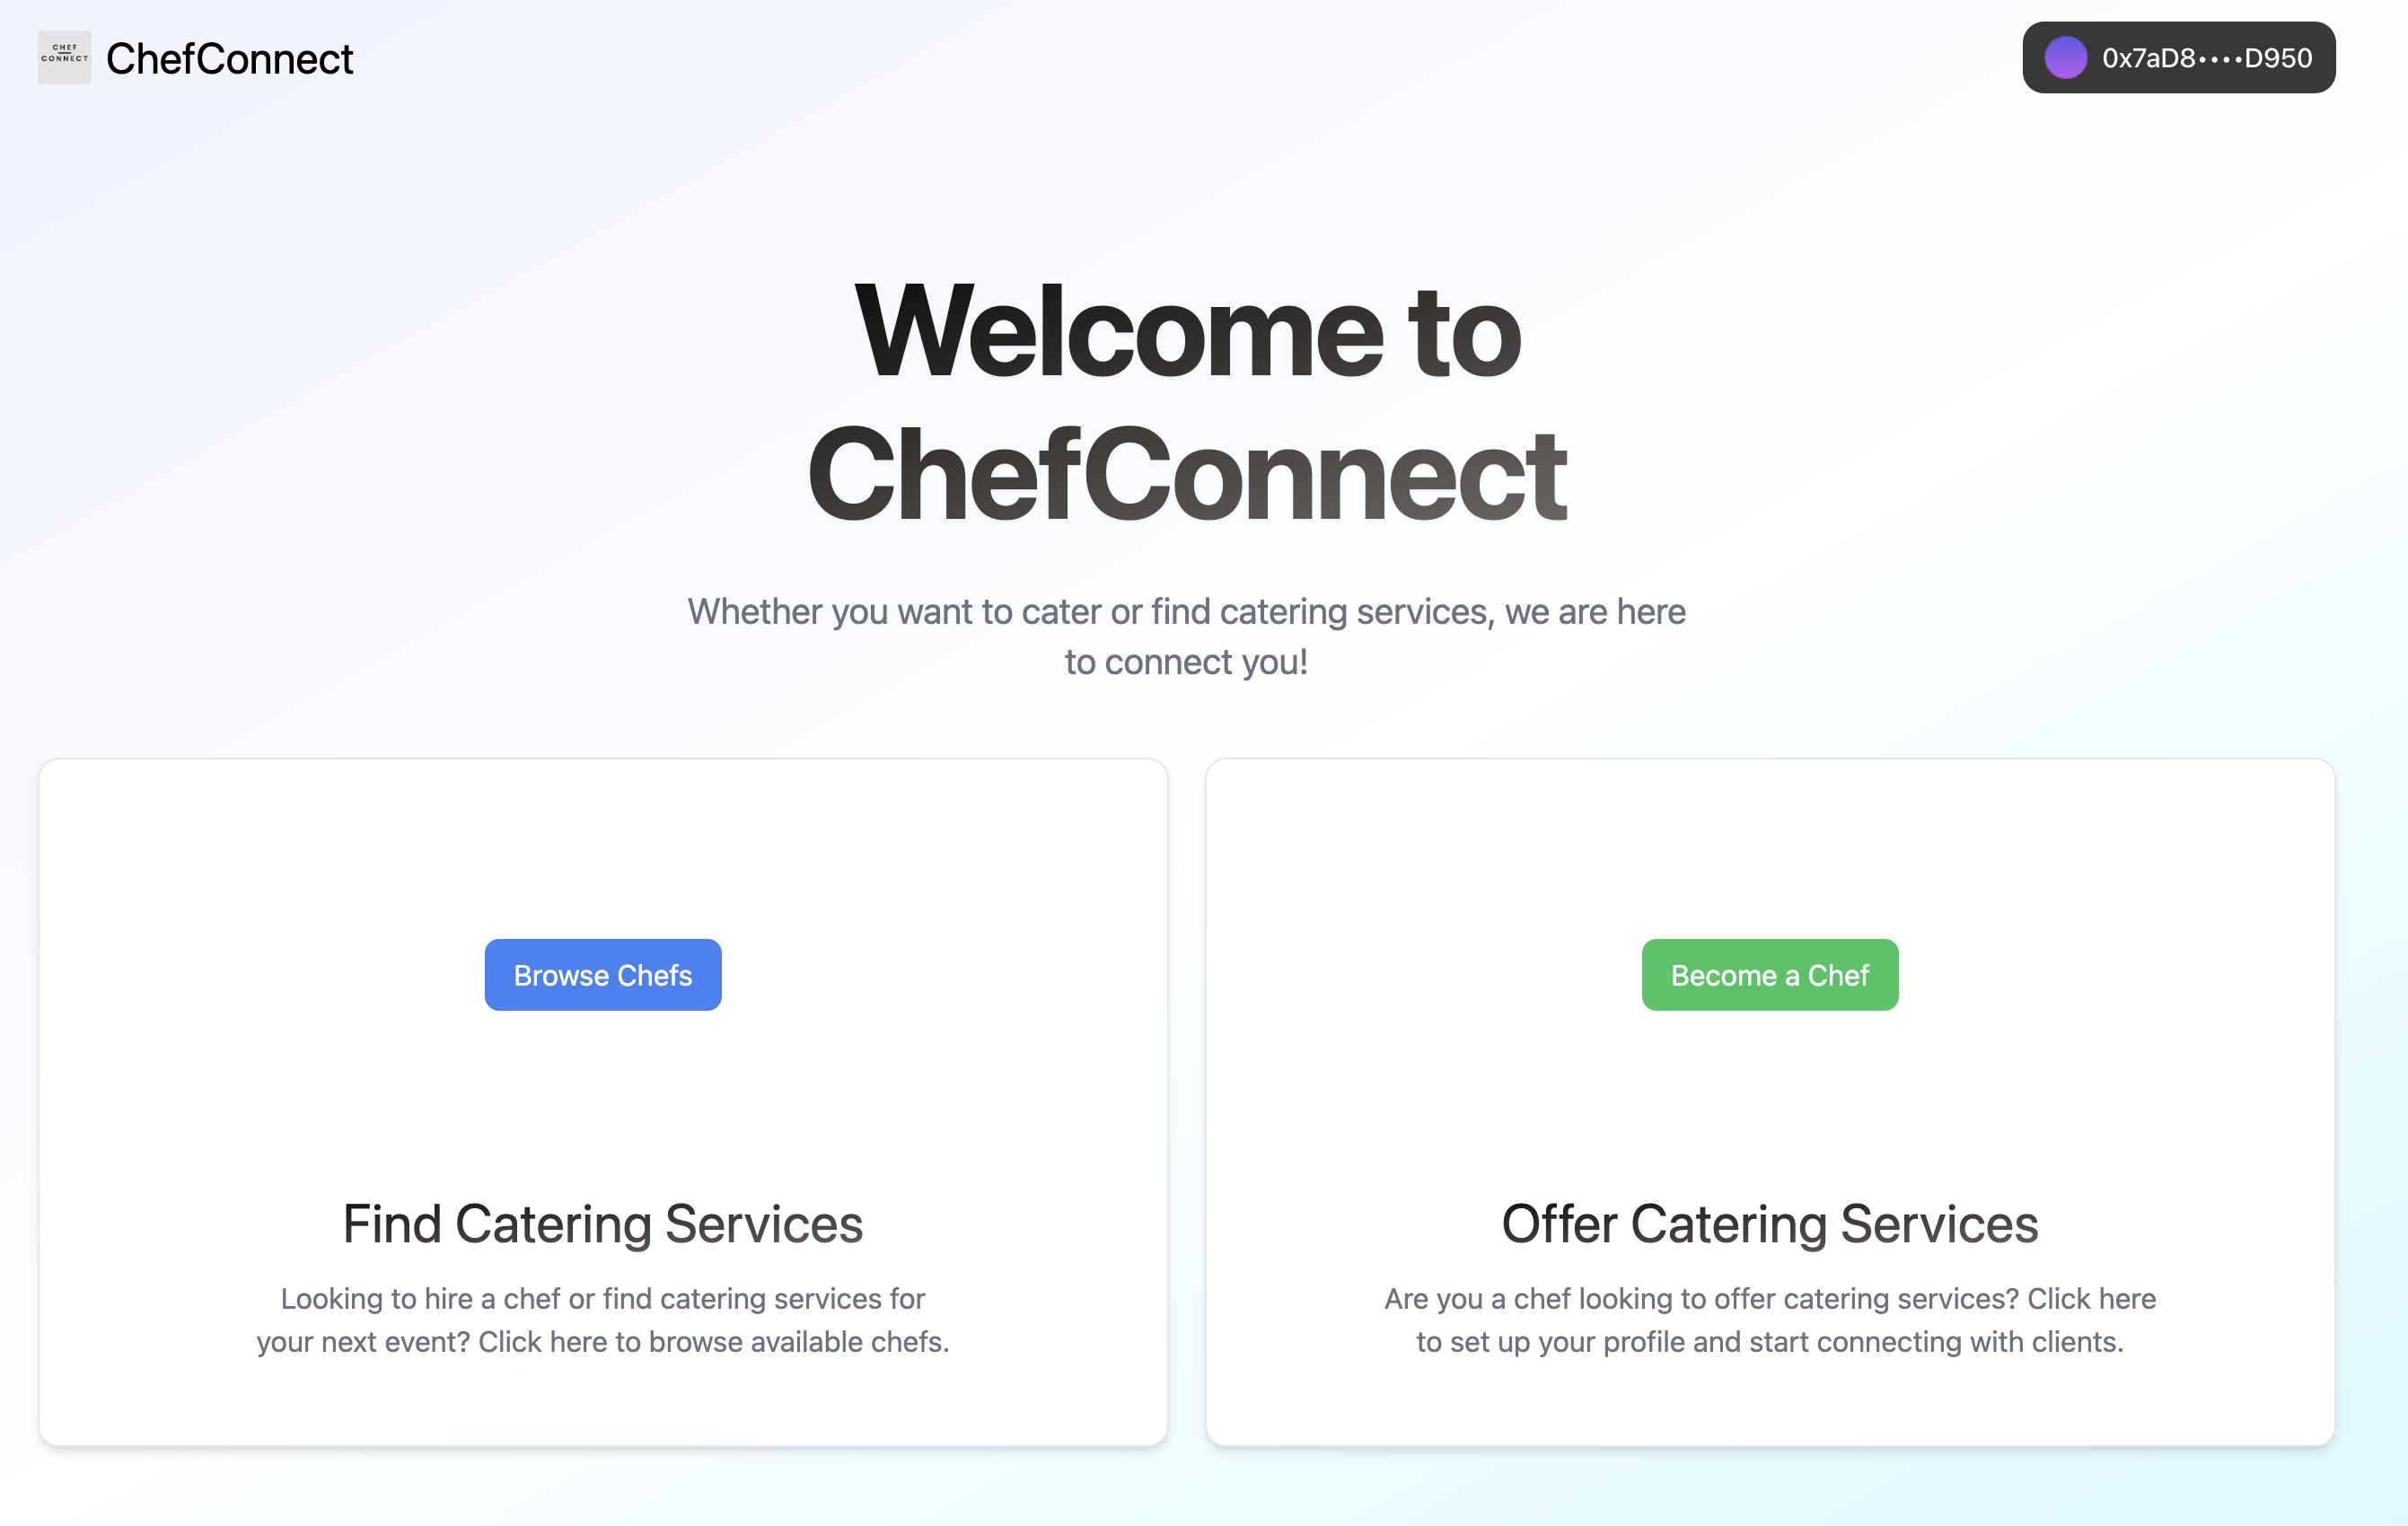 CHEF
CONNECT
ChefConnect
0x7aD8••••D950
Welcome to
ChefConnect
Whether you want to cater or find catering services, we are here
to connect you!
Browse Chefs
Find Catering Services
Looking to hire a chef or find catering services for
your next event? Click here to browse available chefs.
Become a Chef
Offer Catering Services
Are you a chef looking to offer catering services? Click here
to set up your profile and start connecting with clients.